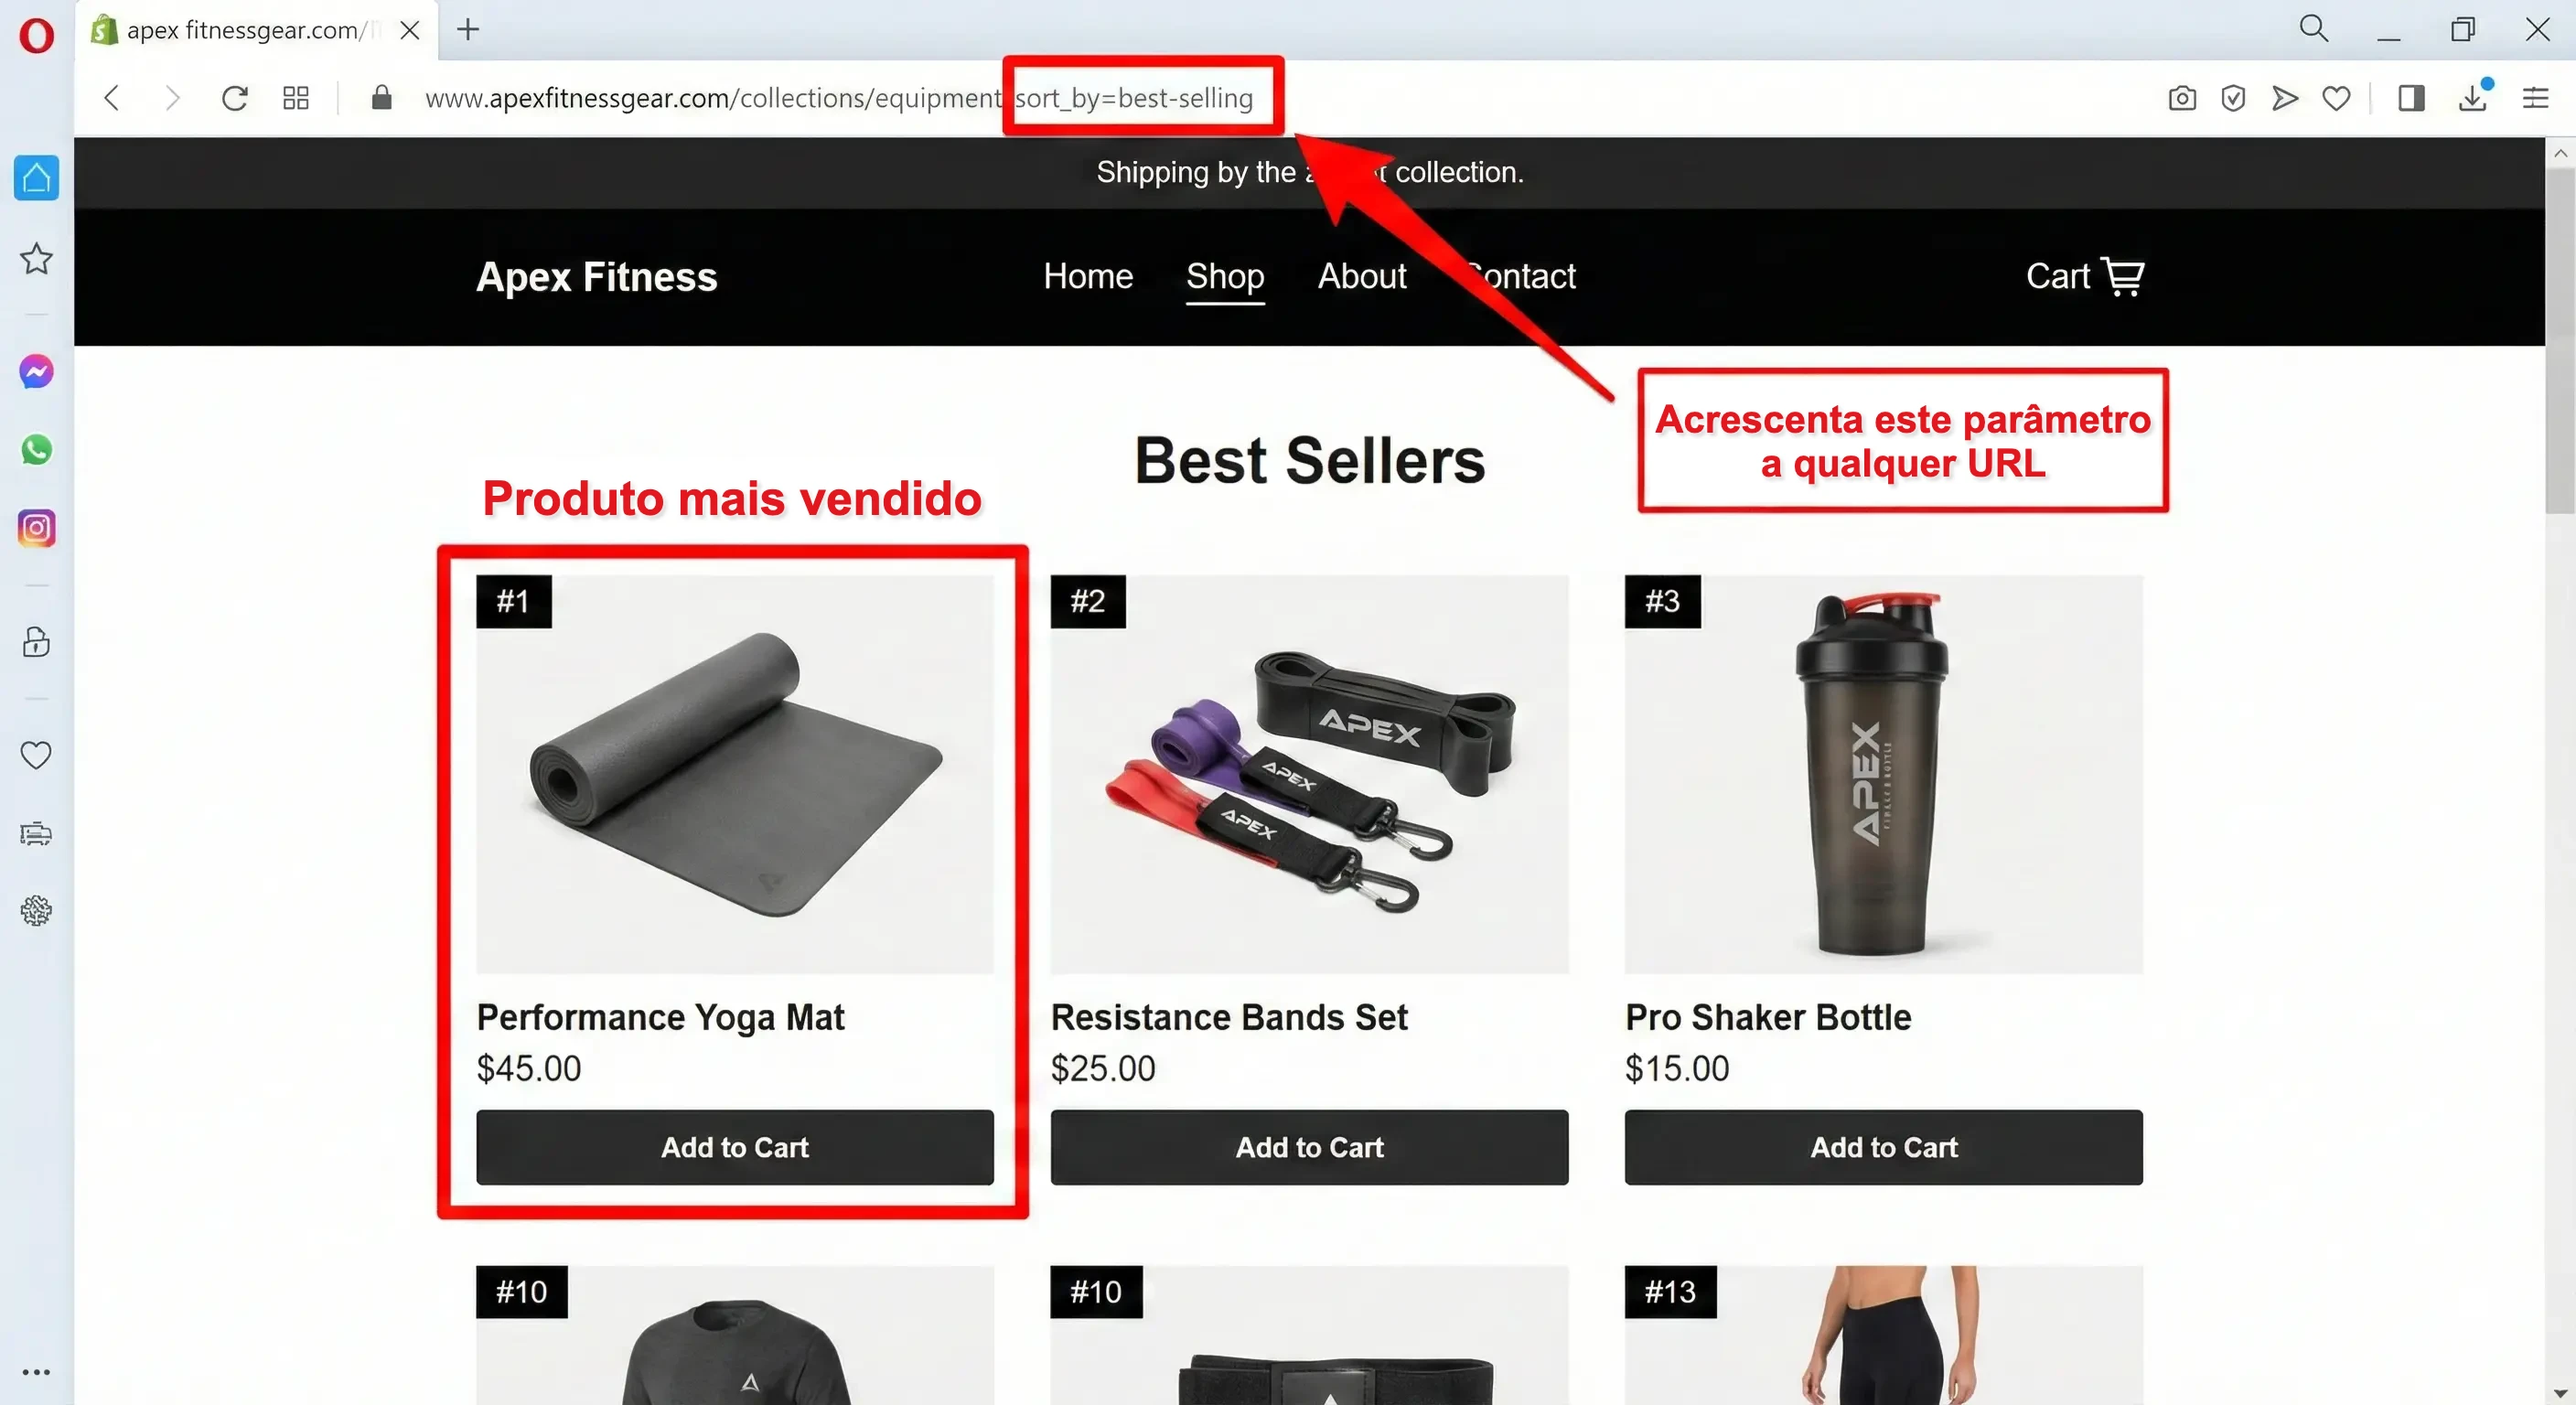 apex fitnessgear.com/
www.apexfitnessgear.com/collections/equipment sort_by=best-selling
Shipping by the collection.
Apex Fitness
Home
Shop
About
ontact
Cart
Best Sellers
Acrescenta este parâmetro
a qualquer URL
Produto mais vendido
#1
#2
#3
APEX
APEX
APEX
APEX
Performance Yoga Mat
Resistance Bands Set
Pro Shaker Bottle
$45.00
$25.00
$15.00
Add to Cart
Add to Cart
Add to Cart
#10
#10
#13